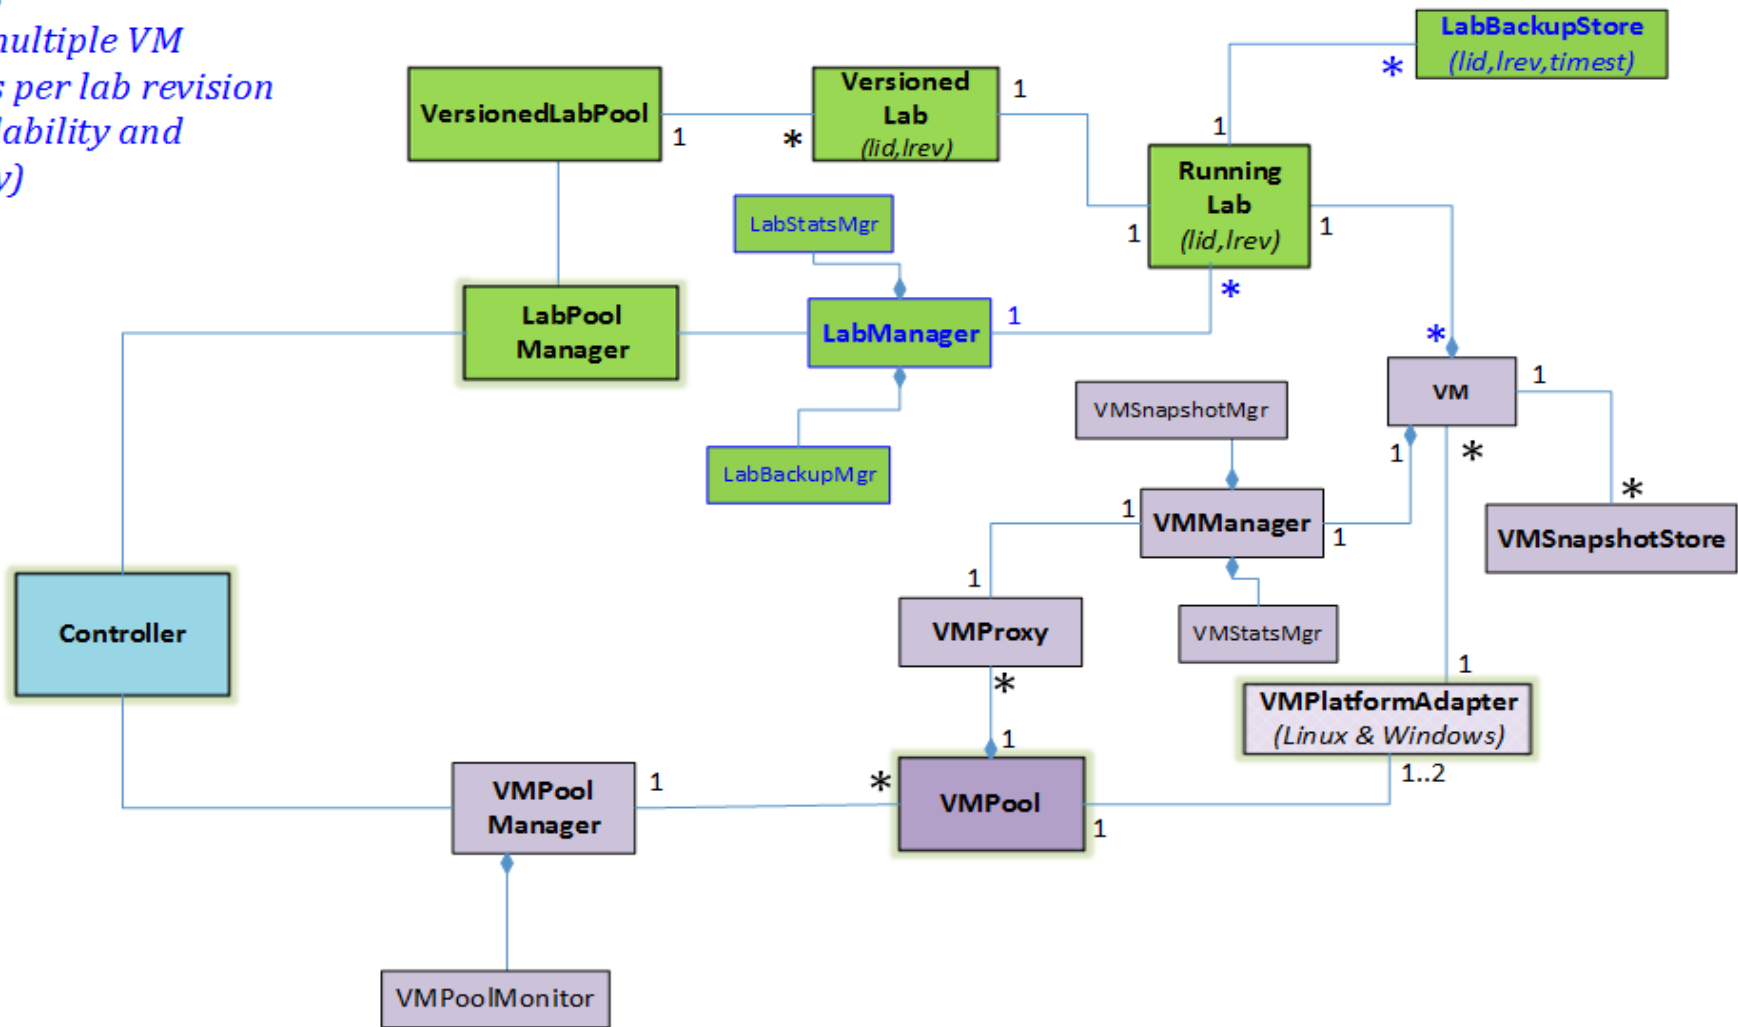 multiple VM
per lab revision
and
LabBackupStore
(lid,lrev,timest)
*
1
VersionedLabPool
1
*
Versioned
Lab
(lid,lrev)
1
Running
Lab
(lid,lrev)
1
1
*
LabStatsMgr
LabPool
Manager
LabManager
1
LabBackupMgr
*
VM
1
*
1
*
VMSnapshotStore
VMSnapshotMgr
VMManager
1
1
VMStatsMgr
1
VMProxy
*
1
Controller
VMPlatformAdapter
(Linux & Windows)
1
1..2
VMPool
Manager
1
*
VMPool
1
VMPoolMonitor